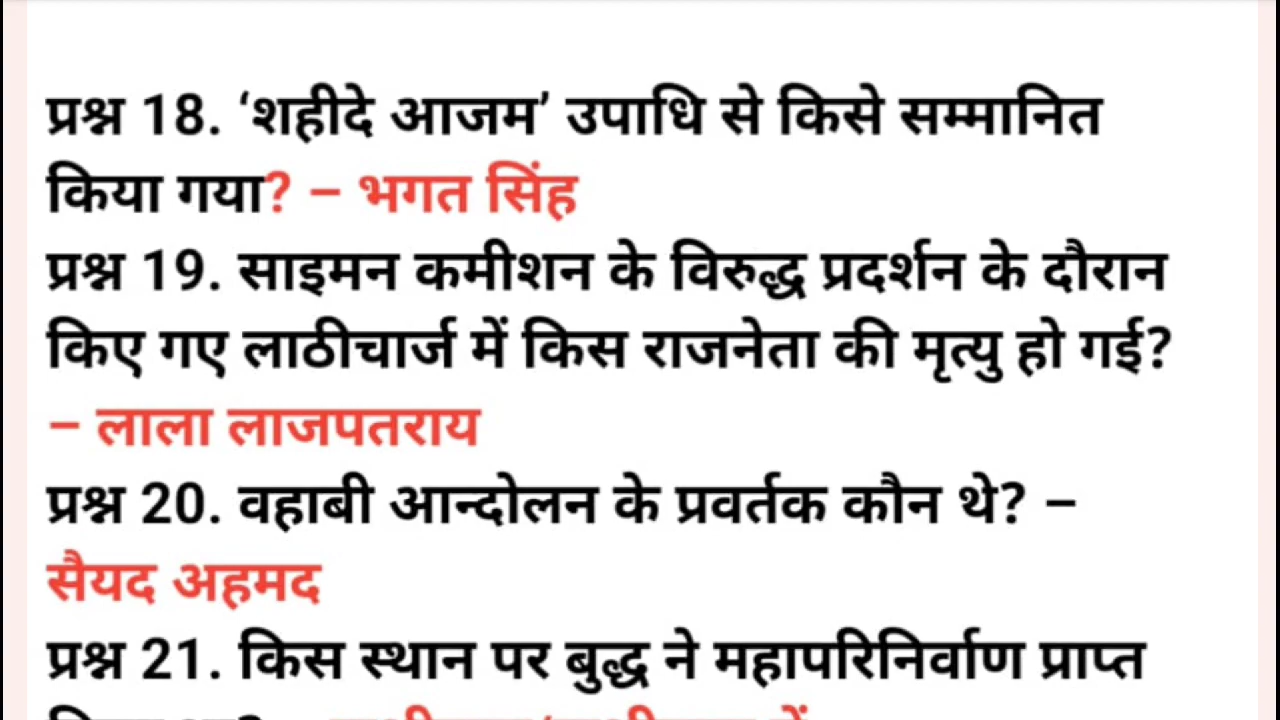 प्रश्न 18. ‘शहीदे आजम’ उपाधि से किसे सम्मानित
किया गया? – भगत सिंह
प्रश्न 19. साइमन कमीशन के विरुद्ध प्रदर्शन के दौरान
किए गए लाठीचार्ज में किस राजनेता की मृत्यु हो गई?
– लाला लाजपतराय
प्रश्न 20. वहाबी आन्दोलन के प्रवर्तक कौन थे? –
सैयद अहमद
प्रश्न 21. किस स्थान पर बुद्ध ने महापरिनिर्वाण प्राप्त